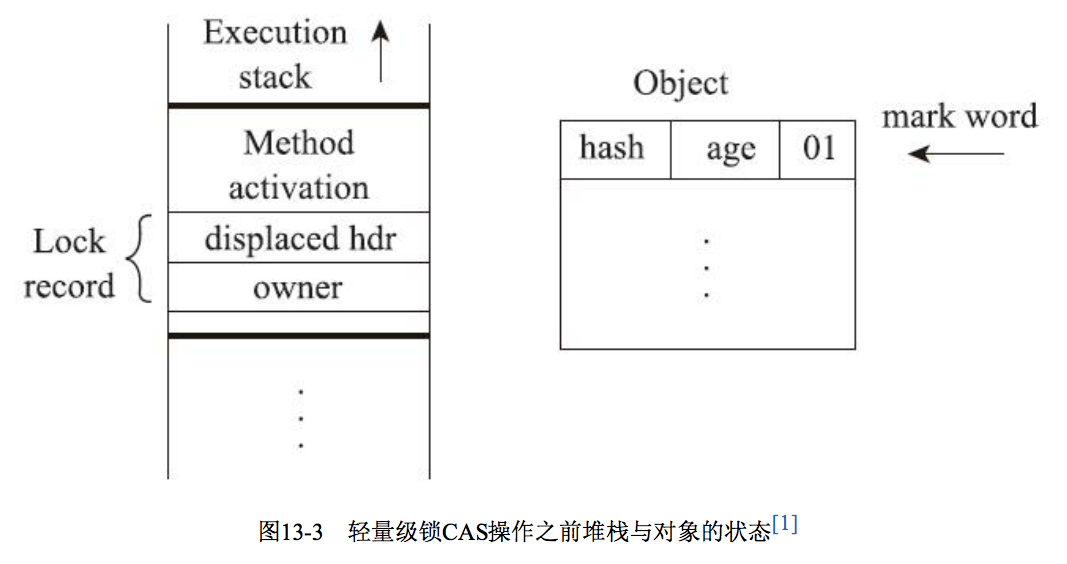 Execution
stack
Method
activation
Lock
record
displaced hdr
owner
Object
mark word
hash age 01
图13-3 轻量级锁CAS操作之前堆栈与对象的状态[1]